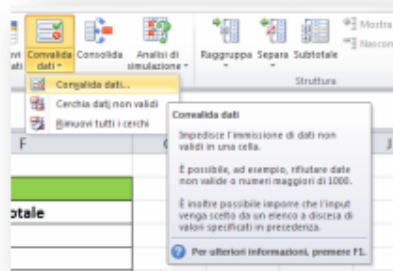 Mostra
Nascon
Convalida dati
Consolida
Analisi di simulazione
Raggruppa
Separa
Subtotale
Struttura
Convalida dati...
Cerchia dati non validi
Rimuovi tutti i cerchi
Convalida dati
Impedisce l'immissione di dati non
validi in una cella.
È possibile, ad esempio, rifiutare date
non valide o numeri maggiori di 1000.
È inoltre possibile imporre che l'input
venga scelto da un elenco a discesa di
valori specificati in precedenza.
Per ulteriori informazioni, premere F1.
F
J
otale